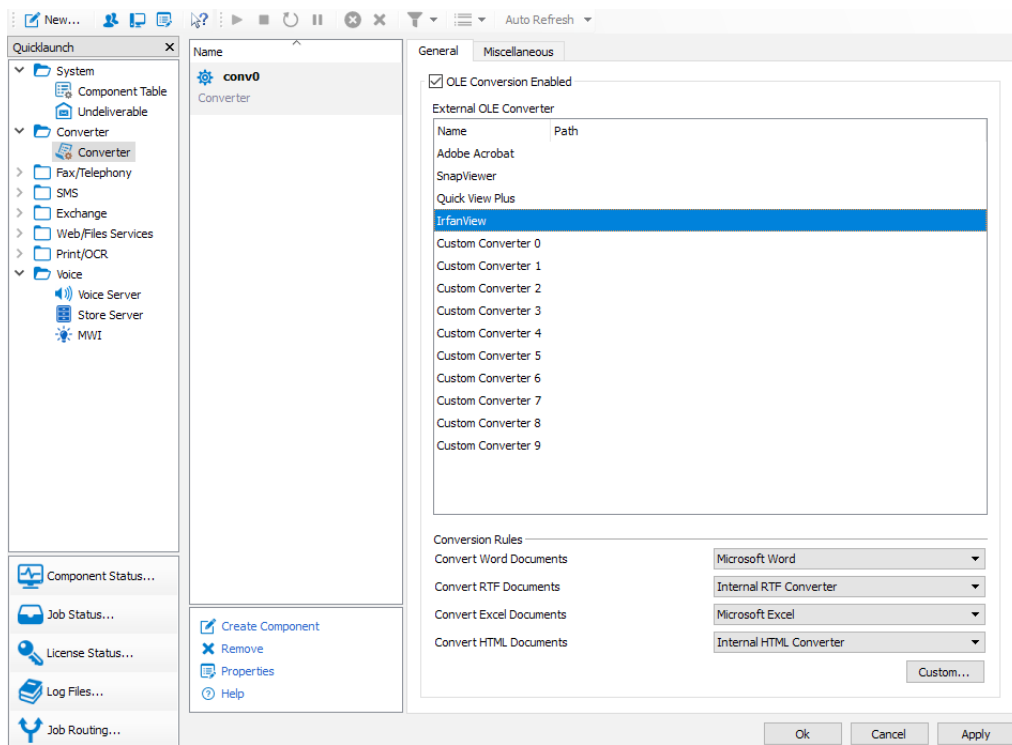 New...
Auto Refresh
Quicklaunch
System
Component Table
Undeliverable
Converter
Converter
Fax/Telephony
SMS
Exchange
Web/Files Services
Print/OCR
Voice
Voice Server
Store Server
MWI
Component Status...
Job Status...
License Status...
Log Files...
Job Routing...
Name
conv0
Converter
Create Component
Remove
Properties
Help
General
Miscellaneous
OLE Conversion Enabled
External OLE Converter
Name Path
Adobe Acrobat
SnapViewer
Quick View Plus
IrfanView
Custom Converter 0
Custom Converter 1
Custom Converter 2
Custom Converter 3
Custom Converter 4
Custom Converter 5
Custom Converter 6
Custom Converter 7
Custom Converter 8
Custom Converter 9
Conversion Rules
Convert Word Documents Microsoft Word
Convert RTF Documents Internal RTF Converter
Convert Excel Documents Microsoft Excel
Convert HTML Documents Internal HTML Converter
Custom...
Ok Cancel Apply